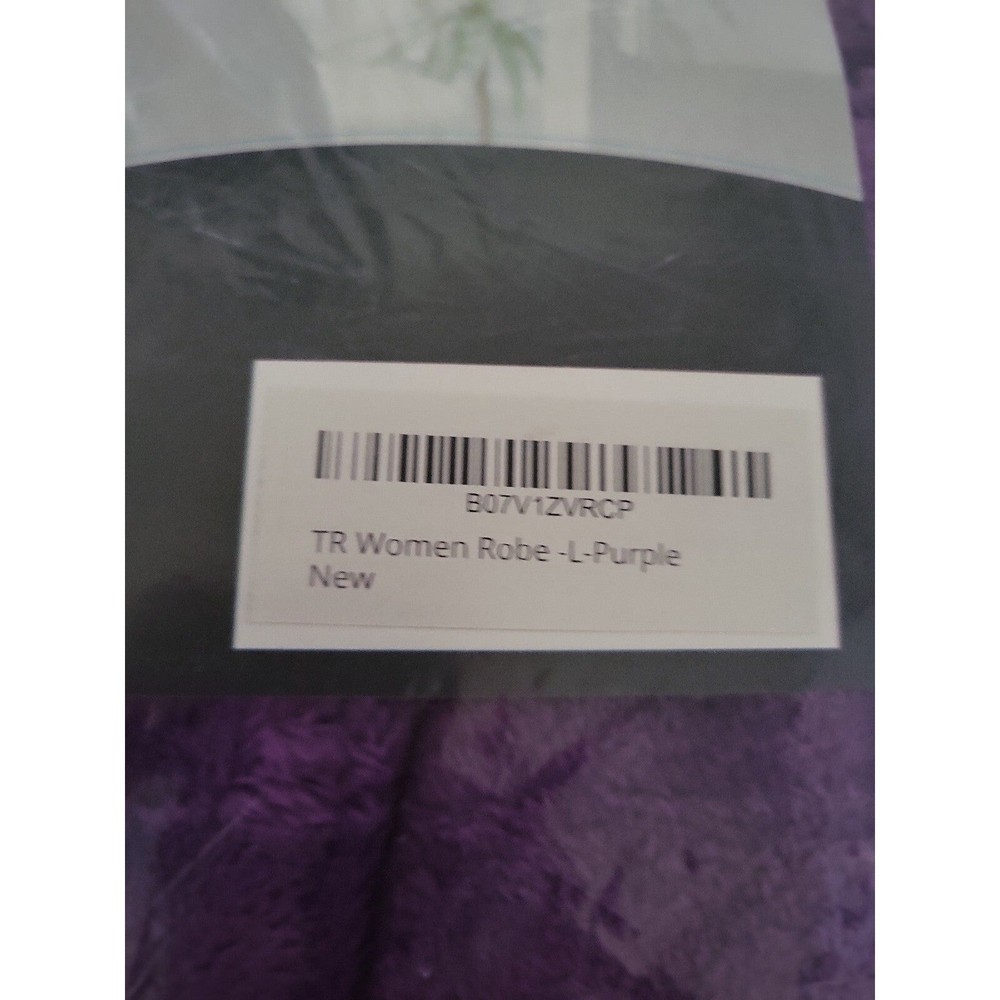 B07V1ZVRCP
TR Women Robe -L-Purple
New